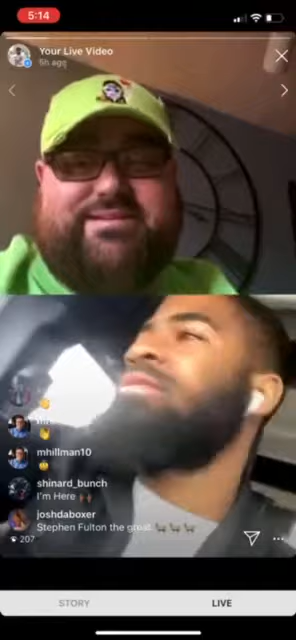 5:14
Your Live Video
5h ago
mhillman10
shinard_bunch
I'm Here 🙌🏾
joshdaboxer
Stephen Fulton the great 🐑🐑🐑
207
STORY
LIVE